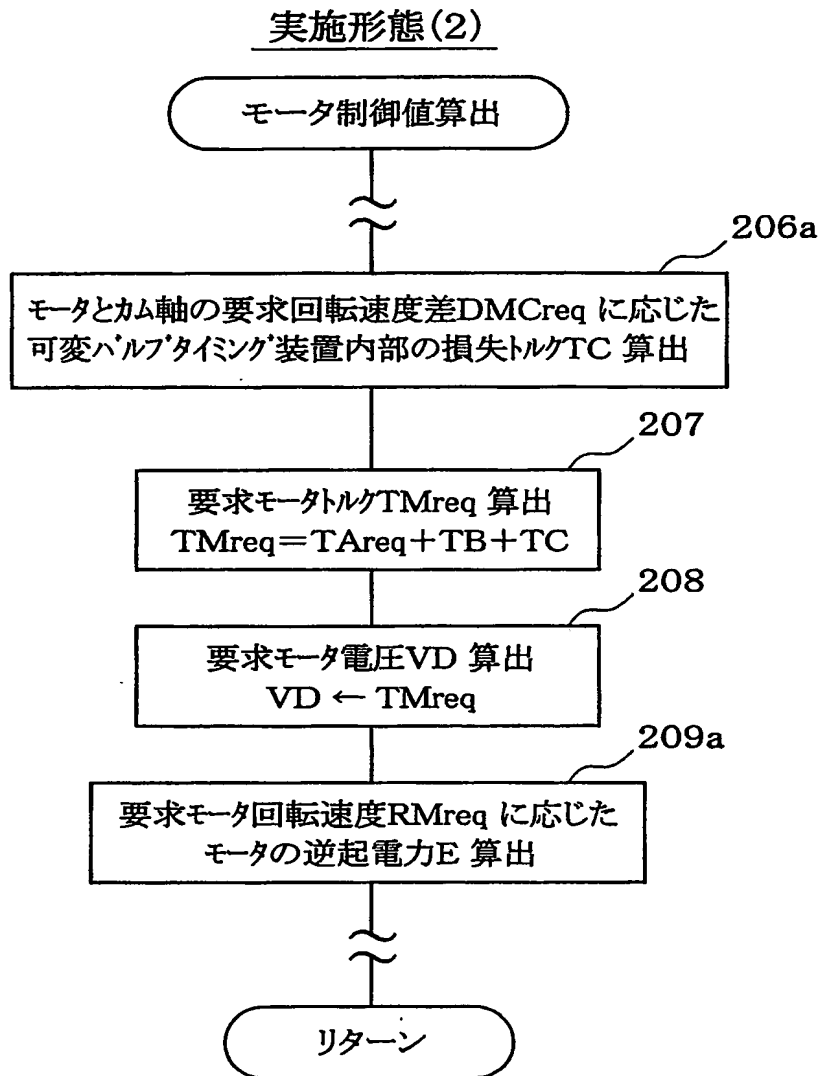 実施形態(2)
モータ制御値算出
206a
モータとカム軸の要求回転速度差DMCreq に応じた
可変バルブタイミング装置内部の損失トルクTC 算出
207
要求モータトルクTMreq 算出
TMreq=TAreq+TB+TC
208
要求モータ電圧VD 算出
VD ← TMreq
209a
要求モータ回転速度RMreq に応じた
モータの逆起電力E 算出
リターン